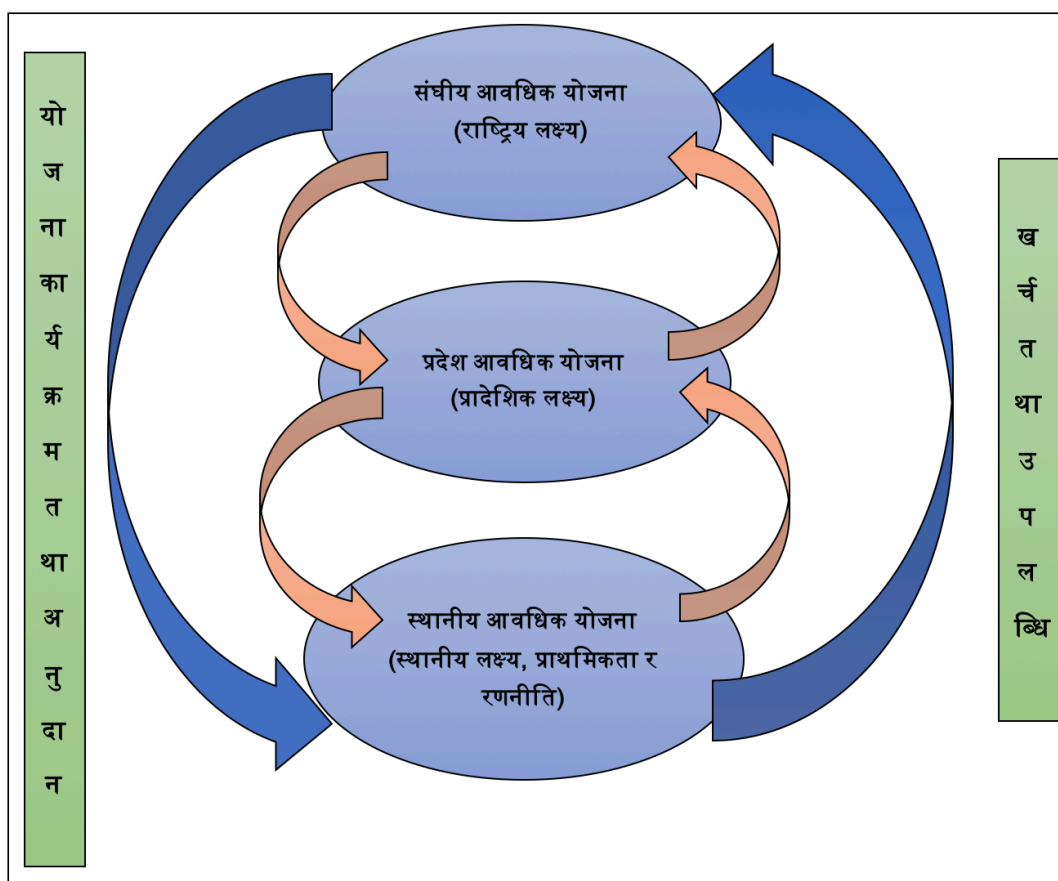 योजना कार्यक्रम तथा अनुदान
संघीय आवधिक योजना
(राष्ट्रिय लक्ष्य)
प्रदेश आवधिक योजना
(प्रादेशिक लक्ष्य)
स्थानीय आवधिक योजना
(स्थानीय लक्ष्य, प्राथमिकता र
रणनीति)
खर्च तथा उपलब्धि